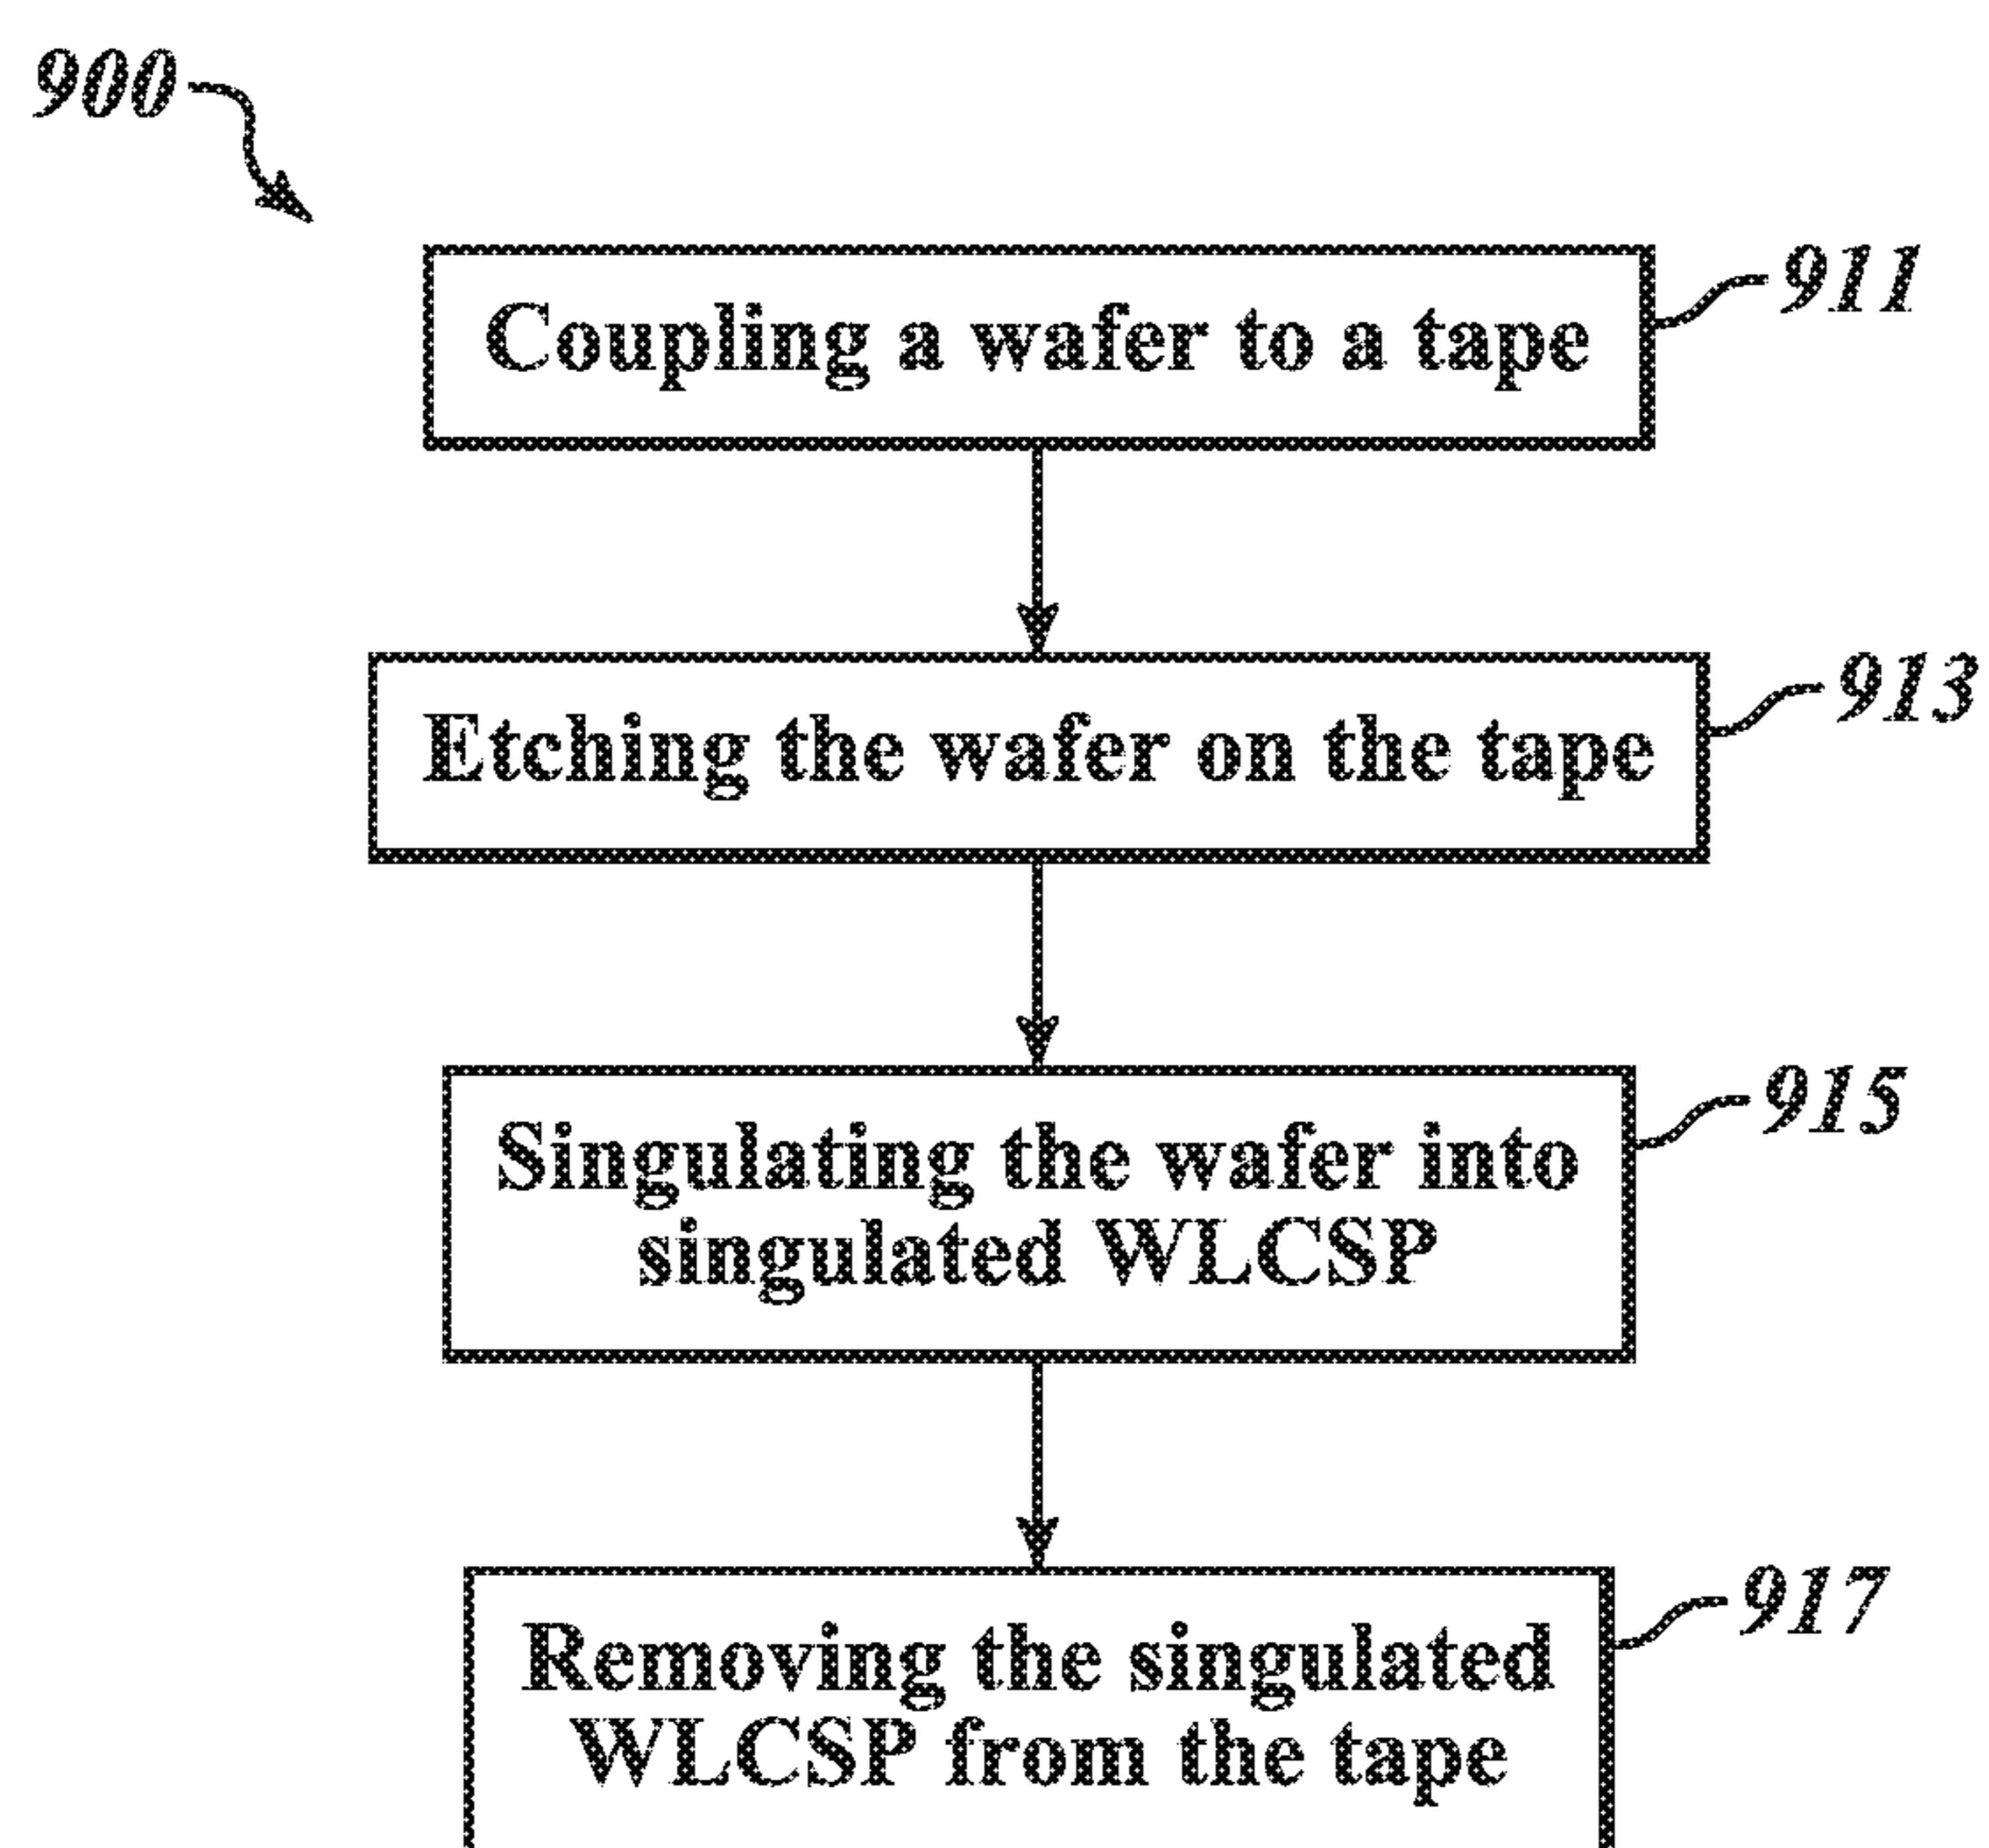 900
Coupling a wafer to a tape
911
Etching the wafer on the tape
913
Singulating the wafer into
singulated WLCSP
915
Removing the singulated
WLCSP from the tape
917